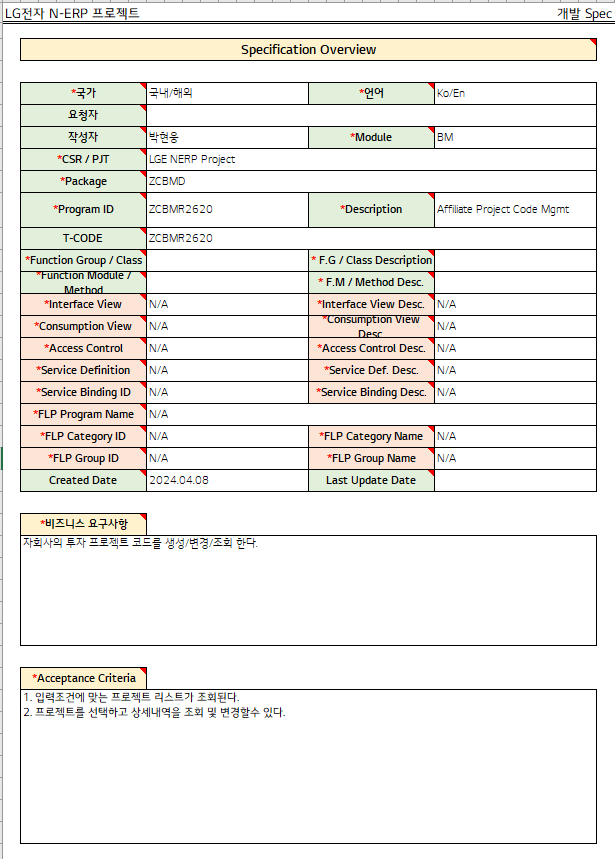 LG전자 N-ERP 프로젝트 개발 Spec
Specification Overview
*국가 국내/해외 *언어 Ko/En
요청자
작성자 박현웅 *Module BM
*CSR / PJT LGE NERP Project
*Package ZCBMD
*Program ID ZCBMR2620 *Description Affiliate Project Code Mgmt
T-CODE ZCBMR2620
*Function Group / Class * F.G / Class Description
*Function Module / Method * F.M / Method Desc.
*Interface View N/A *Interface View Desc. N/A
*Consumption View N/A *Consumption View Desc N/A
*Access Control N/A *Access Control Desc. N/A
*Service Definition N/A *Service Def. Desc. N/A
*Service Binding ID N/A *Service Binding Desc. N/A
*FLP Program Name N/A
*FLP Category ID N/A *FLP Category Name N/A
*FLP Group ID N/A *FLP Group Name N/A
Created Date 2024.04.08 Last Update Date
*비즈니스 요구사항
자회사의 투자 프로젝트 코드를 생성/변경/조회 한다.
*Acceptance Criteria
1. 입력조건에 맞는 프로젝트 리스트가 조회된다.
2. 프로젝트를 선택하고 상세내역을 조회 및 변경할수 있다.